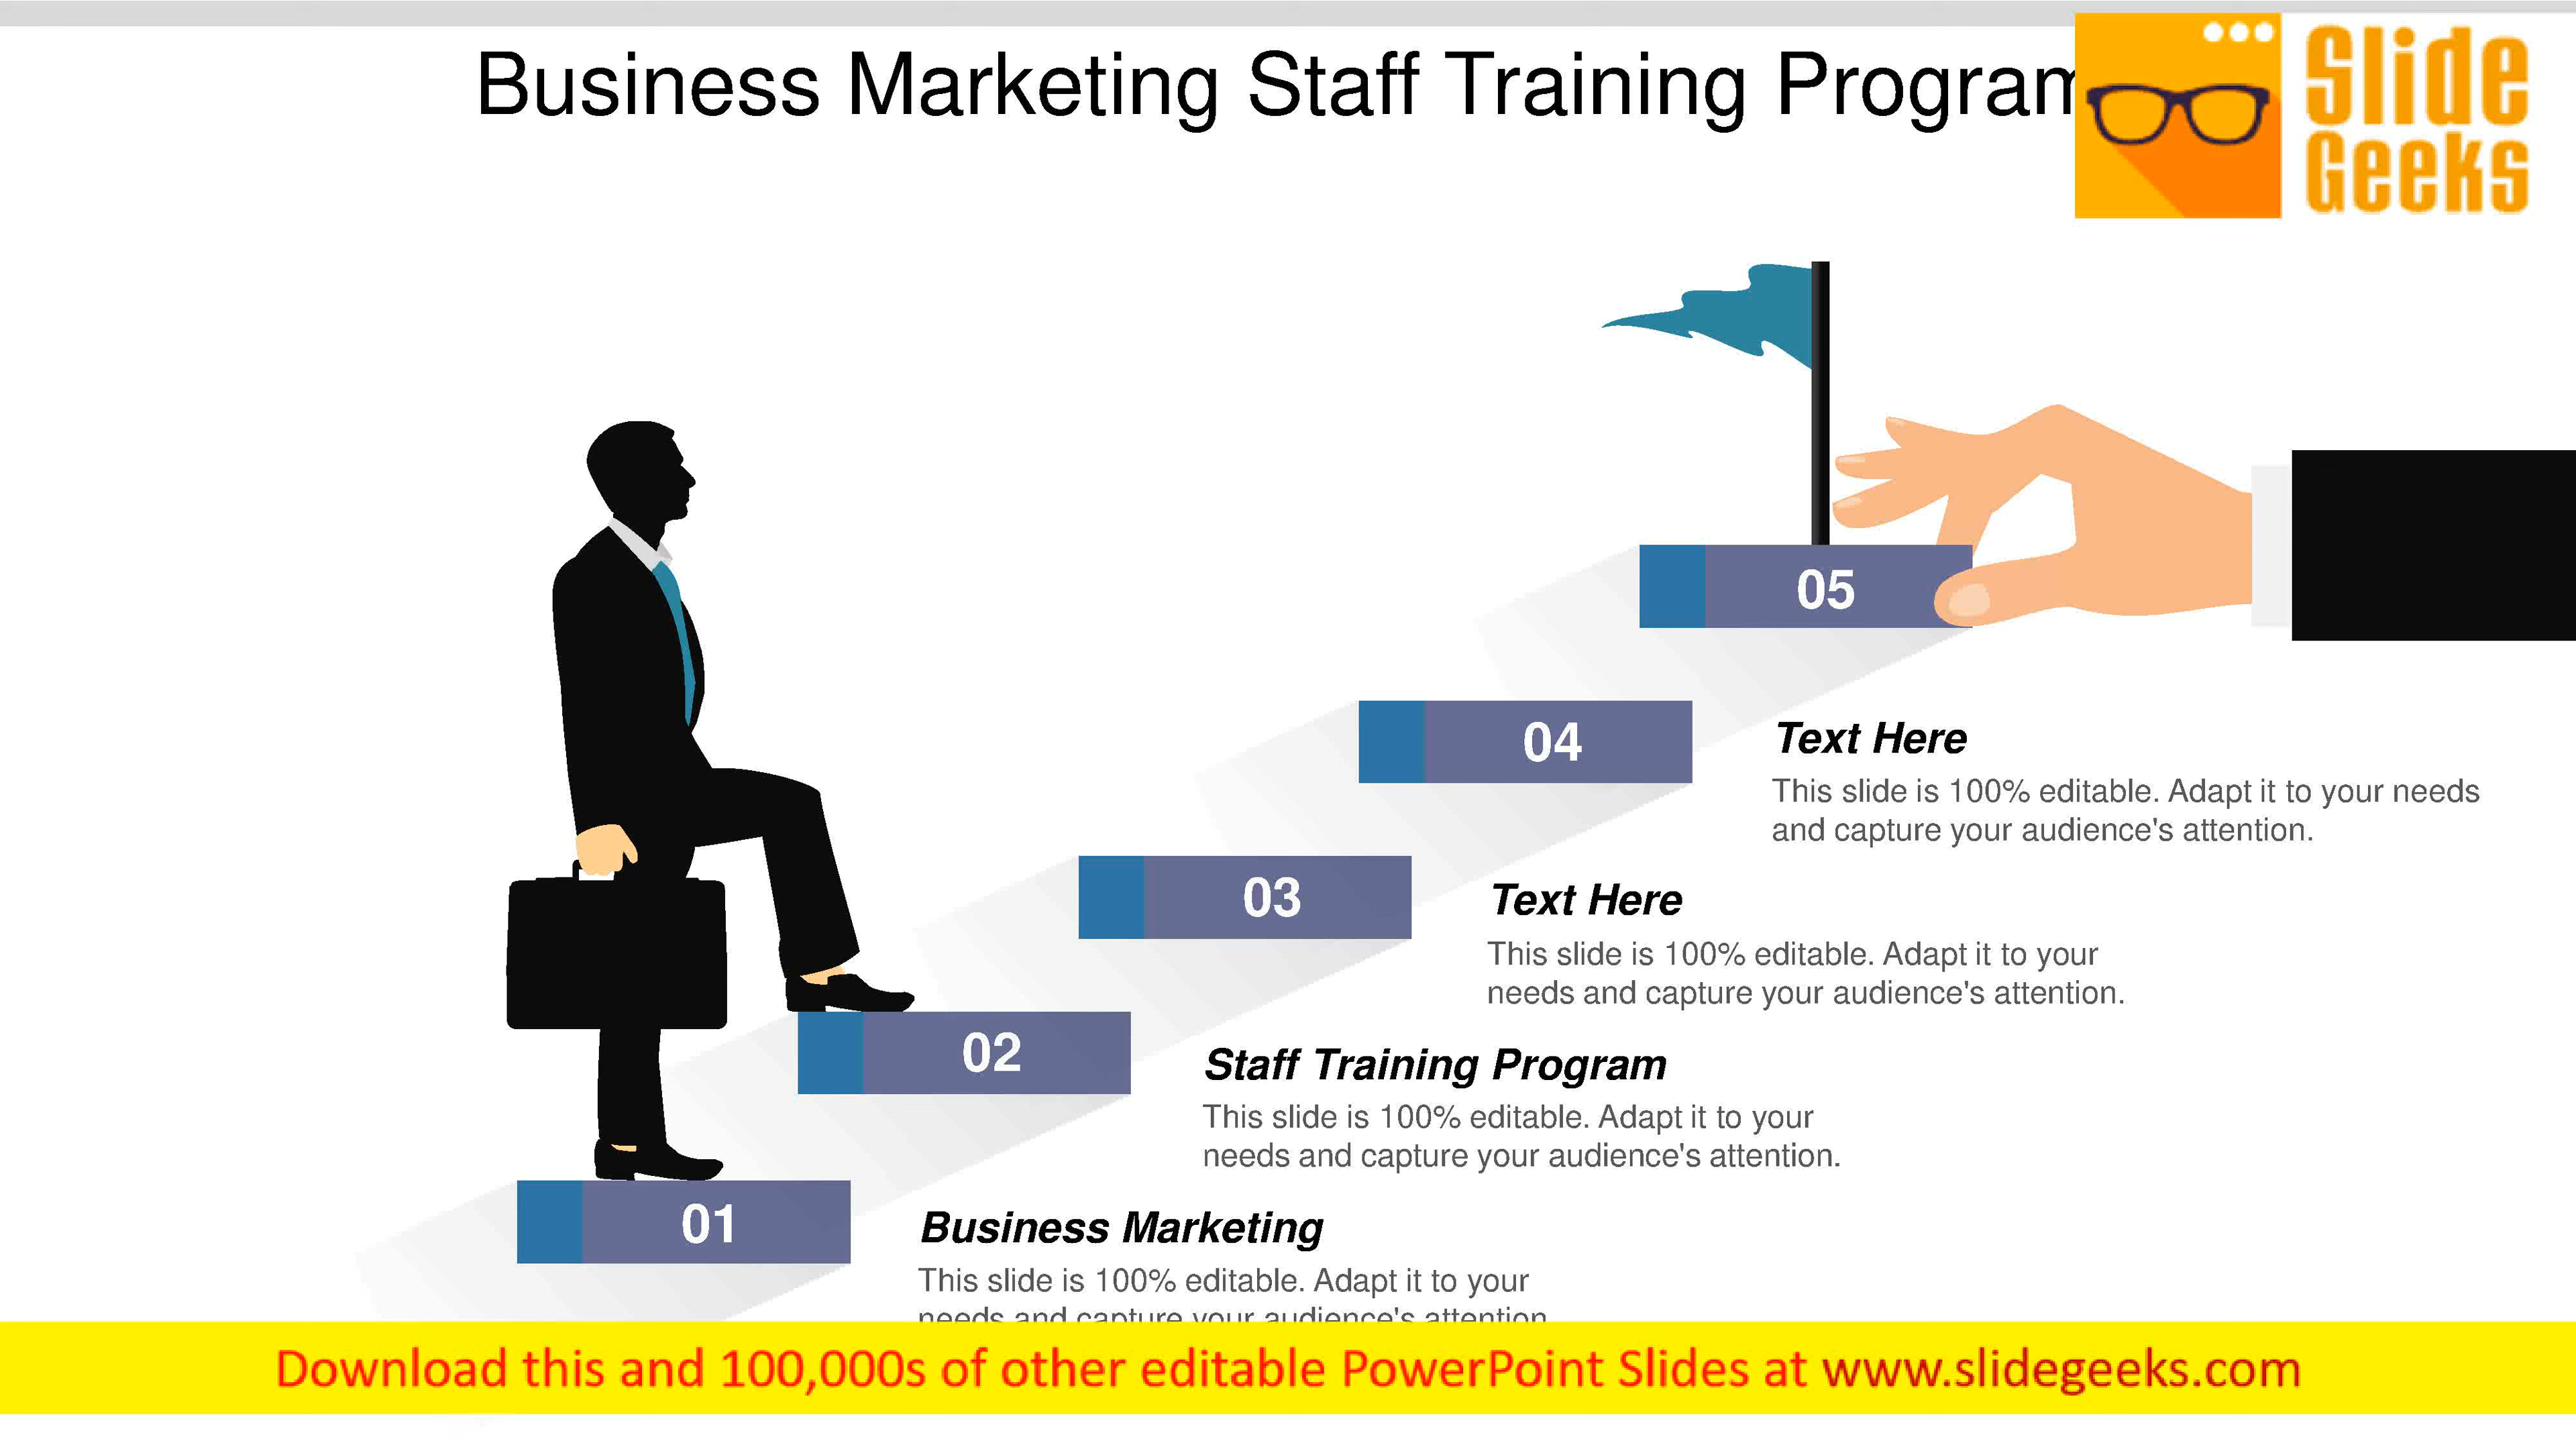 Business Marketing Staff Training Program
Slide
Geeks
05
04
Text Here
This slide is 100% editable. Adapt it to your needs
and capture your audience's attention.
03
Text Here
This slide is 100% editable. Adapt it to your
needs and capture your audience's attention.
02
Staff Training Program
This slide is 100% editable. Adapt it to your
needs and capture your audience's attention.
01
Business Marketing
This slide is 100% editable. Adapt it to your
needs and capture your audience's attention
Download this and 100,000s of other editable PowerPoint Slides at www.slidegeeks.com